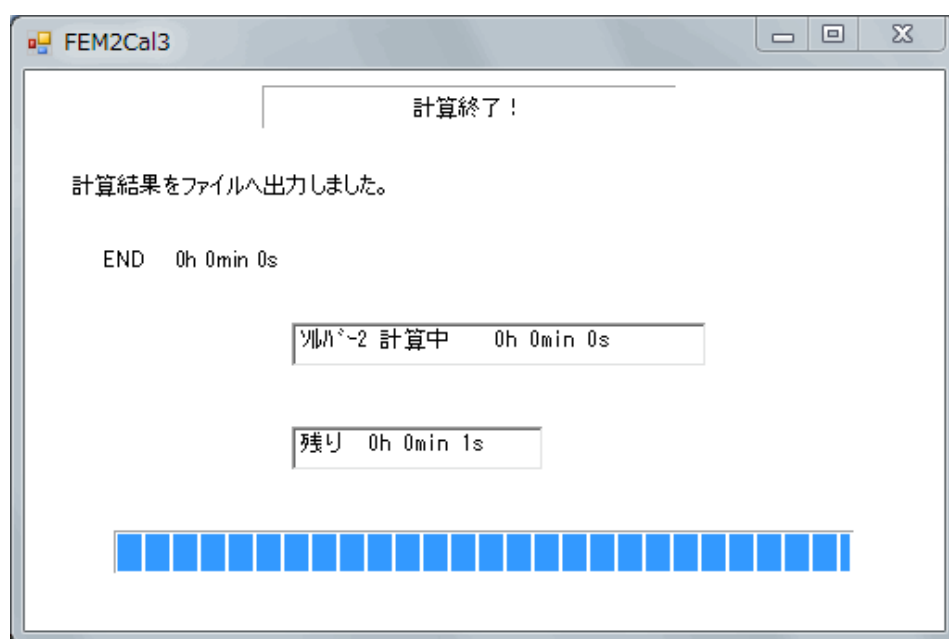 FEM2Cal3
計算終了！
計算結果をファイルへ出力しました。
END 0h 0min 0s
ｿﾙﾊﾞｰ2 計算中 0h 0min 0s
残り 0h 0min 1s